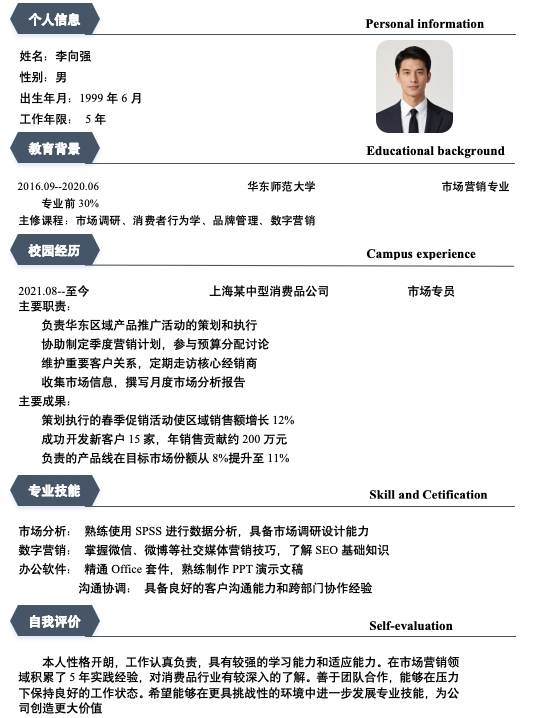 个人信息 Personal information
姓名：李向强
性别：男
出生年月：1999 年 6 月
工作年限： 5 年
教育背景 Educational background
2016.09--2020.06 华东师范大学 市场营销专业
专业前 30%
主修课程：市场调研、消费者行为学、品牌管理、数字营销
校园经历 Campus experience
2021.08--至今 上海某中型消费品公司 市场专员
主要职责：
负责华东区域产品推广活动的策划和执行
协助制定季度营销计划，参与预算分配讨论
维护重要客户关系，定期走访核心经销商
收集市场信息，撰写月度市场分析报告
主要成果：
策划执行的春季促销活动使区域销售额增长 12%
成功开发新客户 15 家，年销售贡献约 200 万元
负责的产品线在目标市场份额从 8%提升至 11%
专业技能 Skill and Cetification
市场分析： 熟练使用 SPSS 进行数据分析，具备市场调研设计能力
数字营销： 掌握微信、微博等社交媒体营销技巧，了解 SEO 基础知识
办公软件： 精通 Office 套件，熟练制作 PPT 演示文稿
沟通协调： 具备良好的客户沟通能力和跨部门协作经验
自我评价 Self-evaluation
本人性格开朗，工作认真负责，具有较强的学习能力和适应能力。在市场营销领
域积累了 5 年实践经验，对消费品行业有较深入的了解。善于团队合作，能够在压力
下保持良好的工作状态。希望能够在更具挑战性的环境中进一步发展专业技能，为公
司创造更大价值